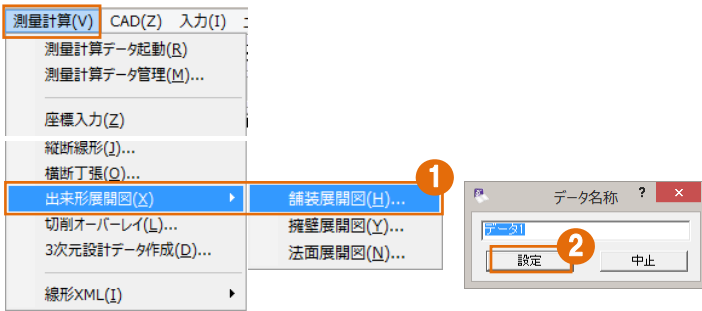 測量計算(V) CAD(Z) 入力(I)
測量計算データ起動(R)
測量計算データ管理(M)...
座標入力(Z)
縦断線形(J)...
横断丁張(O)...
出来形展開図(X)
切削オーバーレイ(L)...
3次元設計データ作成(D)...
線形XML(I)
1
舗装展開図(H)...
擁壁展開図(Y)...
法面展開図(N)...
データ名称 ? ×
データ1
2
設定 中止